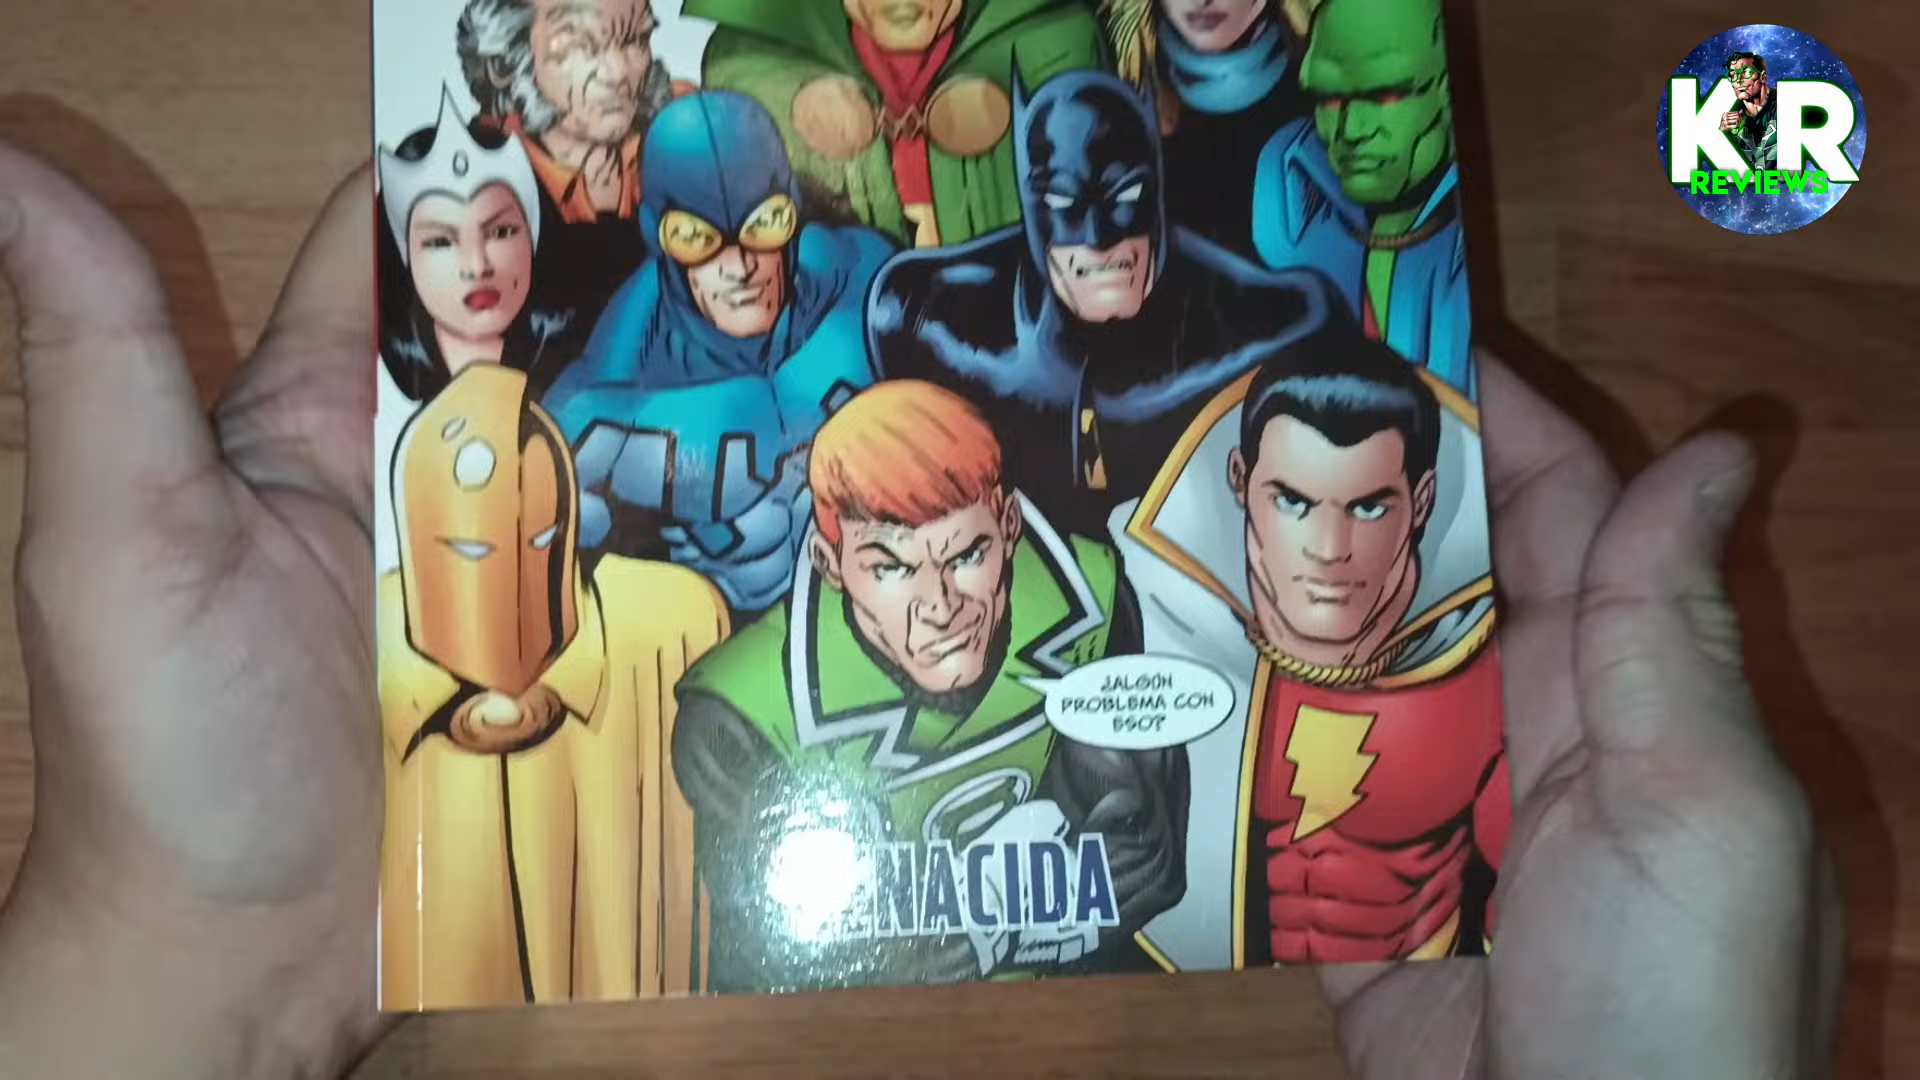 KR
REVIEWS
¿ALGÚN
PROBLEMA CON
ESO?
NACIDA